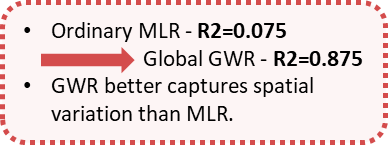 • Ordinary MLR - R2=0.075
Global GWR - R2=0.875
• GWR better captures spatial
variation than MLR.